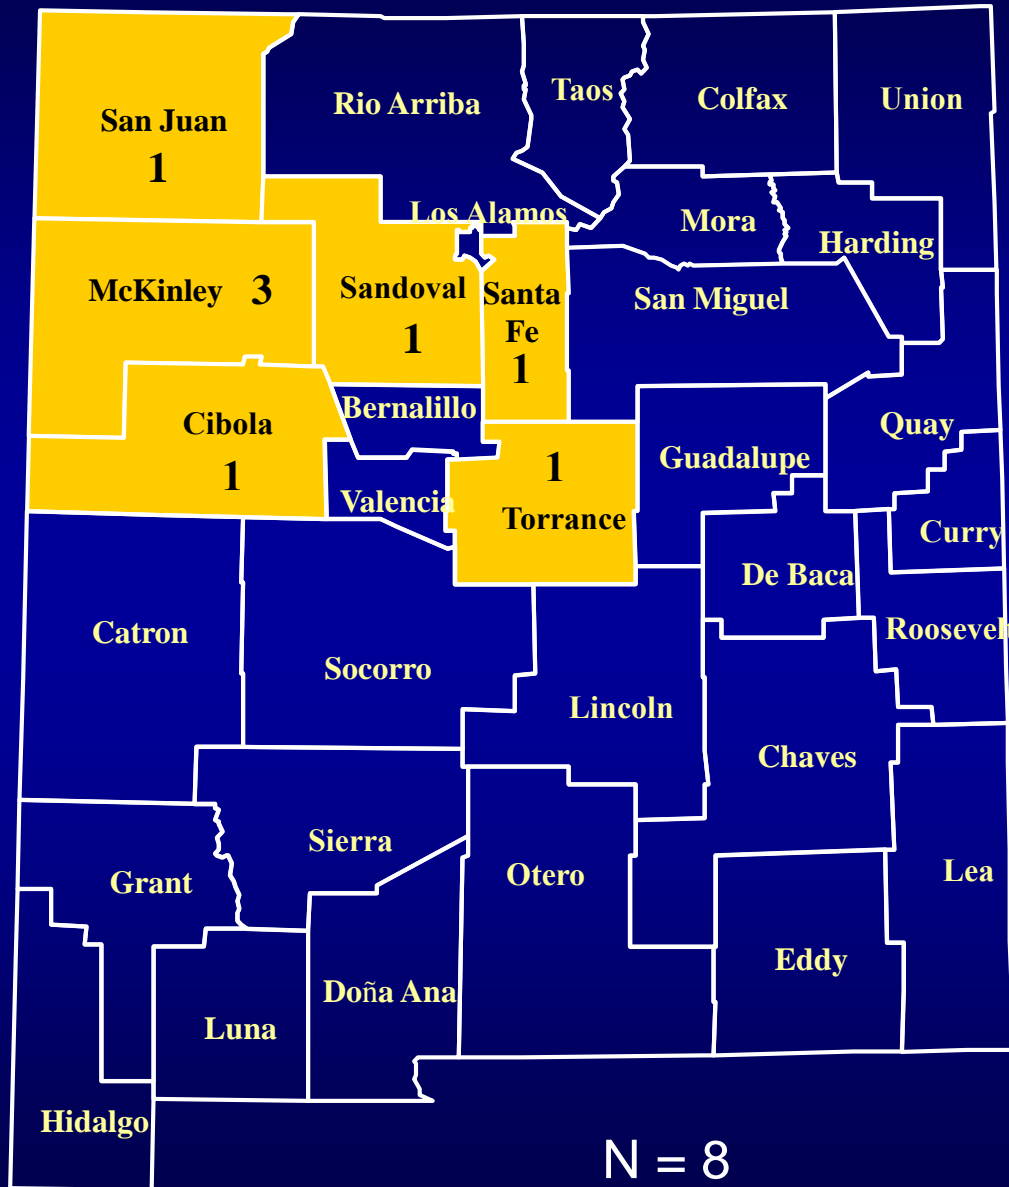 San Juan
1
Rio Arriba
Taos
Colfax
Union
Los Alamos
Mora
Harding
McKinley 3
Sandoval
1
Santa
Fe
1
San Miguel
Cibola
1
Bernalillo
Quay
Guadalupe
1
Torrance
Valencia
Curry
De Baca
Roosevelt
Catron
Socorro
Lincoln
Chaves
Sierra
Otero
Lea
Grant
Eddy
Doña Ana
Luna
Hidalgo
N = 8